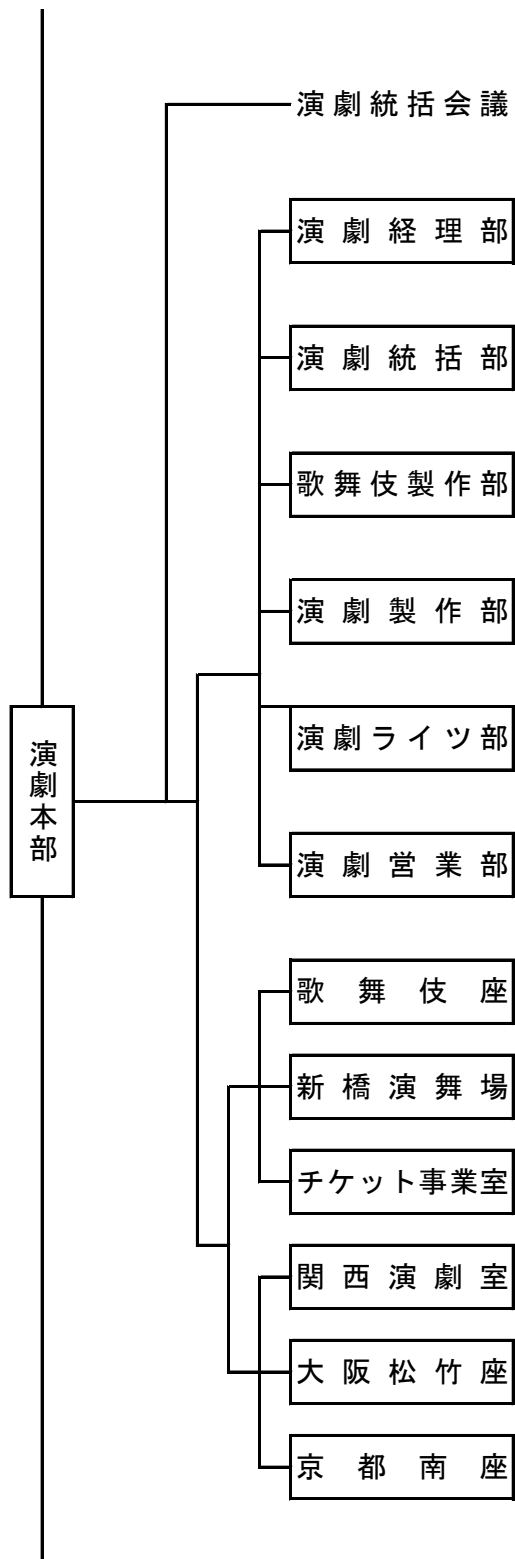 演劇統括会議
演劇経理部
演劇統括部
歌舞伎製作部
演劇製作部
演劇ライツ部
演劇本部
演劇営業部
歌舞伎座
新橋演舞場
チケット事業室
関西演劇室
大阪松竹座
京都南座